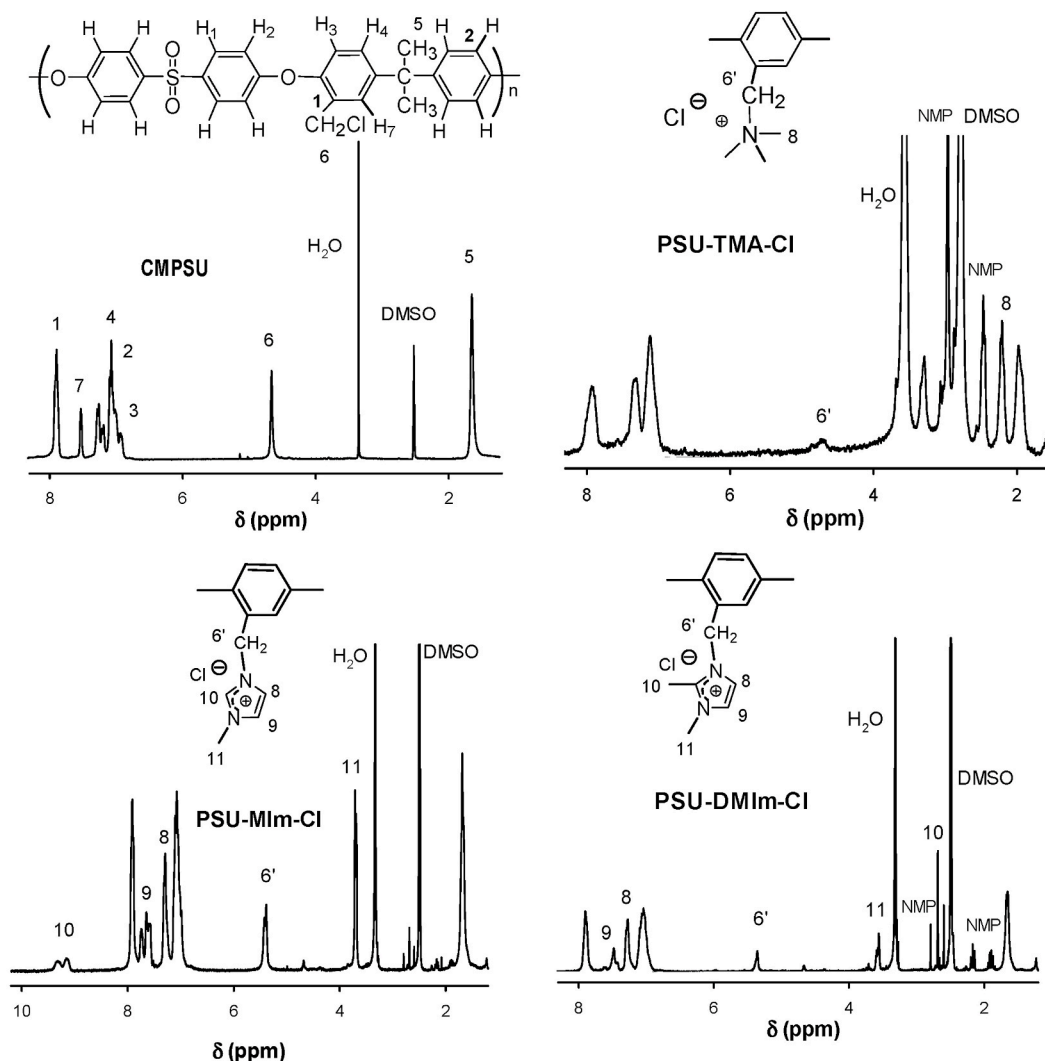 H H H₁ H₂ H₃ H₄ 5 CH₃ H 2 H
O S O O O CH₃ n
H H H H 1 CH₂Cl H₇ H H
6
H₂O
CMPSU
5
DMSO
1 4 2 7 3 6
8 6 4 2
δ (ppm)
6' CH₂
Cl ⊖ ⊕ N 8
NMP DMSO
H₂O
PSU-TMA-Cl
NMP
8
6'
8 6 4 2
δ (ppm)
6' CH₂
Cl ⊖
N 10 ⊕ 8
N 9
11
H₂O DMSO
11
PSU-MIm-Cl
8
9
6'
10
10 8 6 4 2
δ (ppm)
6' CH₂
Cl ⊖
N 10 ⊕ 8
N 9
11
H₂O
DMSO
PSU-DMIm-Cl
10
8
9
6'
11
NMP
NMP
8 6 4 2
δ (ppm)